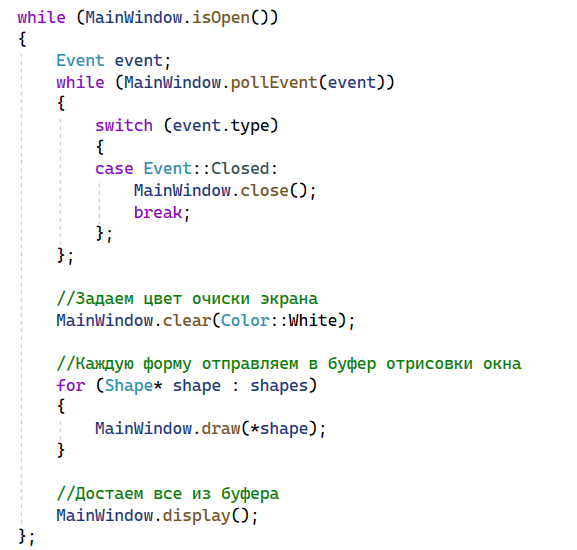 while (MainWindow.isOpen())
{
Event event;
while (MainWindow.pollEvent(event))
{
switch (event.type)
{
case Event::Closed:
MainWindow.close();
break;
};
};
//Задаем цвет очиски экрана
MainWindow.clear(Color::White);
//Каждую форму отправляем в буфер отрисовки окна
for (Shape* shape : shapes)
{
MainWindow.draw(*shape);
}
//Достаем все из буфера
MainWindow.display();
};